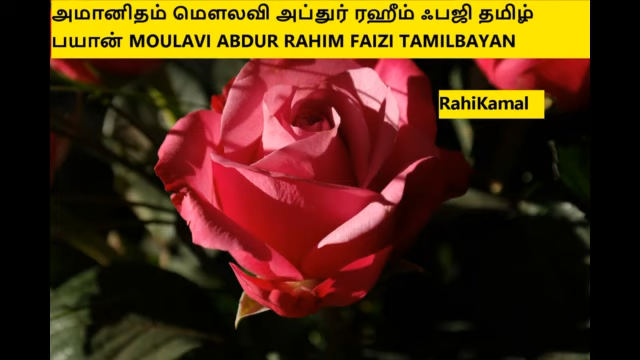 அமானிதம் மௌலவி அப்துர் ரஹீம் ஃபஜி தமிழ்
பயான் MOULAVI ABDUR RAHIM FAIZI TAMILBAYAN
RahiKamal